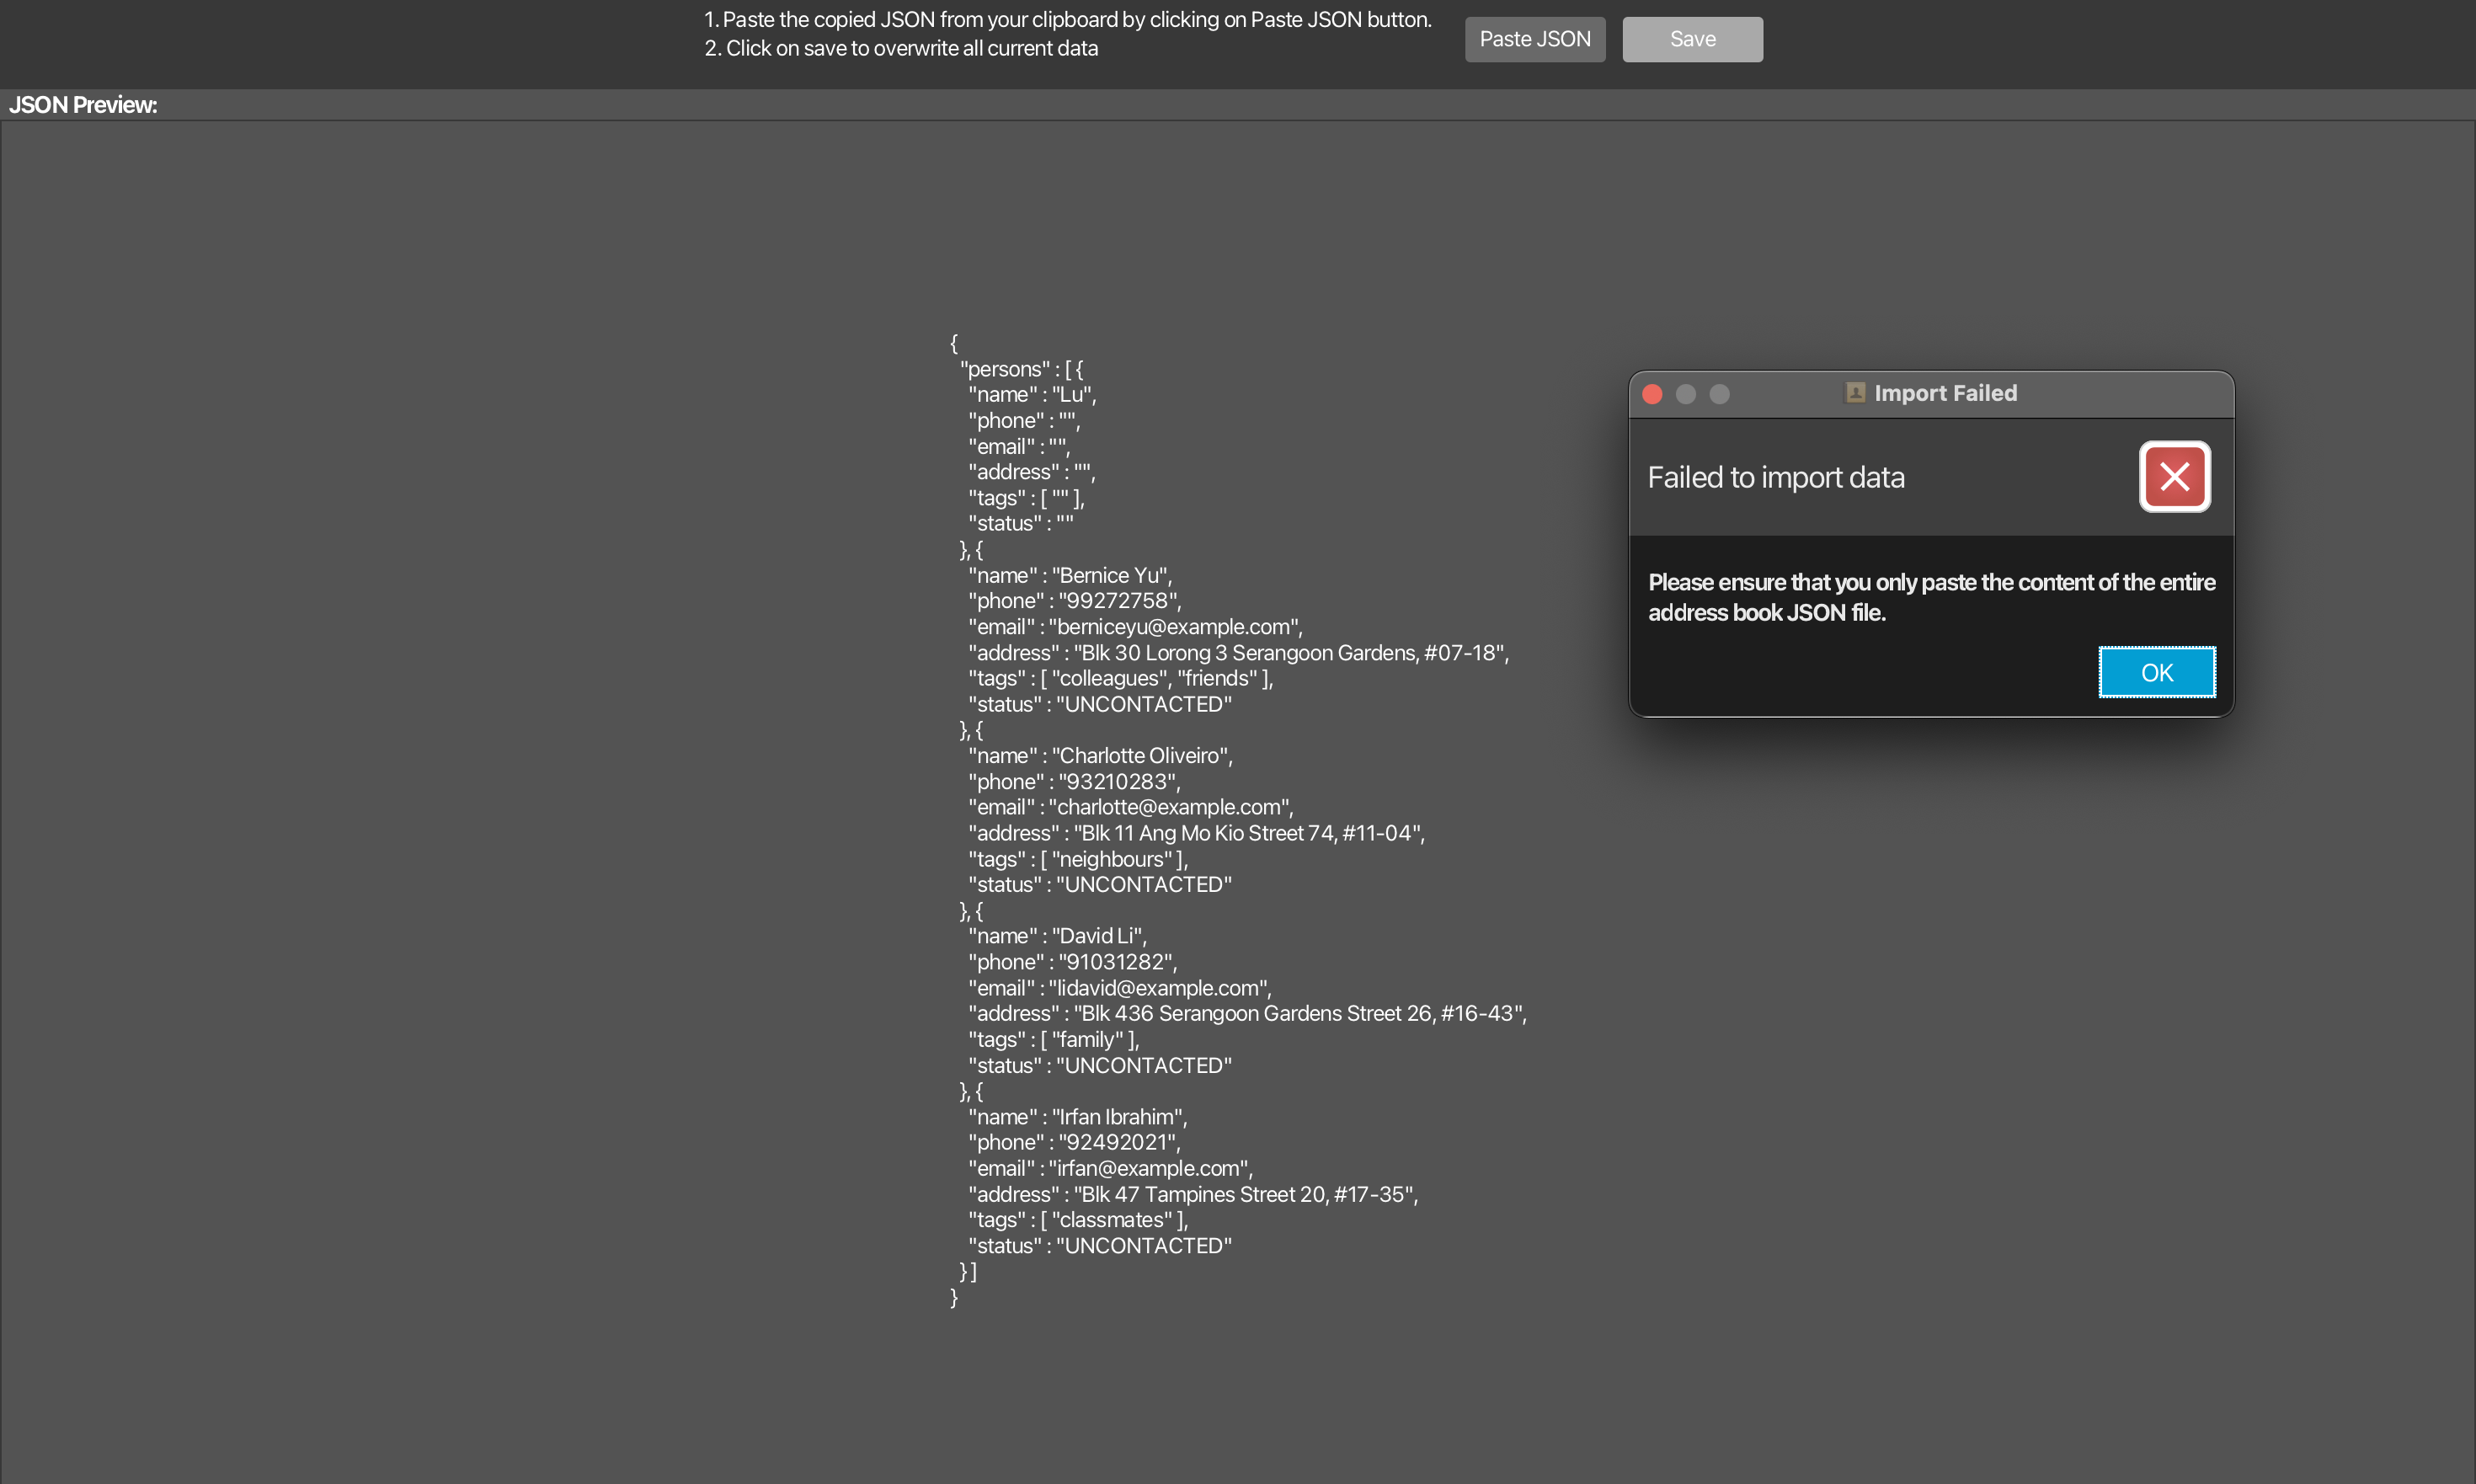 1. Paste the copied JSON from your clipboard by clicking on Paste JSON button.
2. Click on save to overwrite all current data
Paste JSON
Save
JSON Preview:
{
"persons" : [ {
"name" : "Lu",
"phone" : "",
"email" : "",
"address" : "",
"tags" : [ "" ],
"status" : ""
}, {
"name" : "Bernice Yu",
"phone" : "99272758",
"email" : "berniceyu@example.com",
"address" : "Blk 30 Lorong 3 Serangoon Gardens, #07-18",
"tags" : [ "colleagues", "friends" ],
"status" : "UNCONTACTED"
}, {
"name" : "Charlotte Oliveiro",
"phone" : "93210283",
"email" : "charlotte@example.com",
"address" : "Blk 11 Ang Mo Kio Street 74, #11-04",
"tags" : [ "neighbours" ],
"status" : "UNCONTACTED"
}, {
"name" : "David Li",
"phone" : "91031282",
"email" : "lidavid@example.com",
"address" : "Blk 436 Serangoon Gardens Street 26, #16-43",
"tags" : [ "family" ],
"status" : "UNCONTACTED"
}, {
"name" : "Irfan Ibrahim",
"phone" : "92492021",
"email" : "irfan@example.com",
"address" : "Blk 47 Tampines Street 20, #17-35",
"tags" : [ "classmates" ],
"status" : "UNCONTACTED"
} ]
}
Import Failed
Failed to import data
Please ensure that you only paste the content of the entire
address book JSON file.
OK